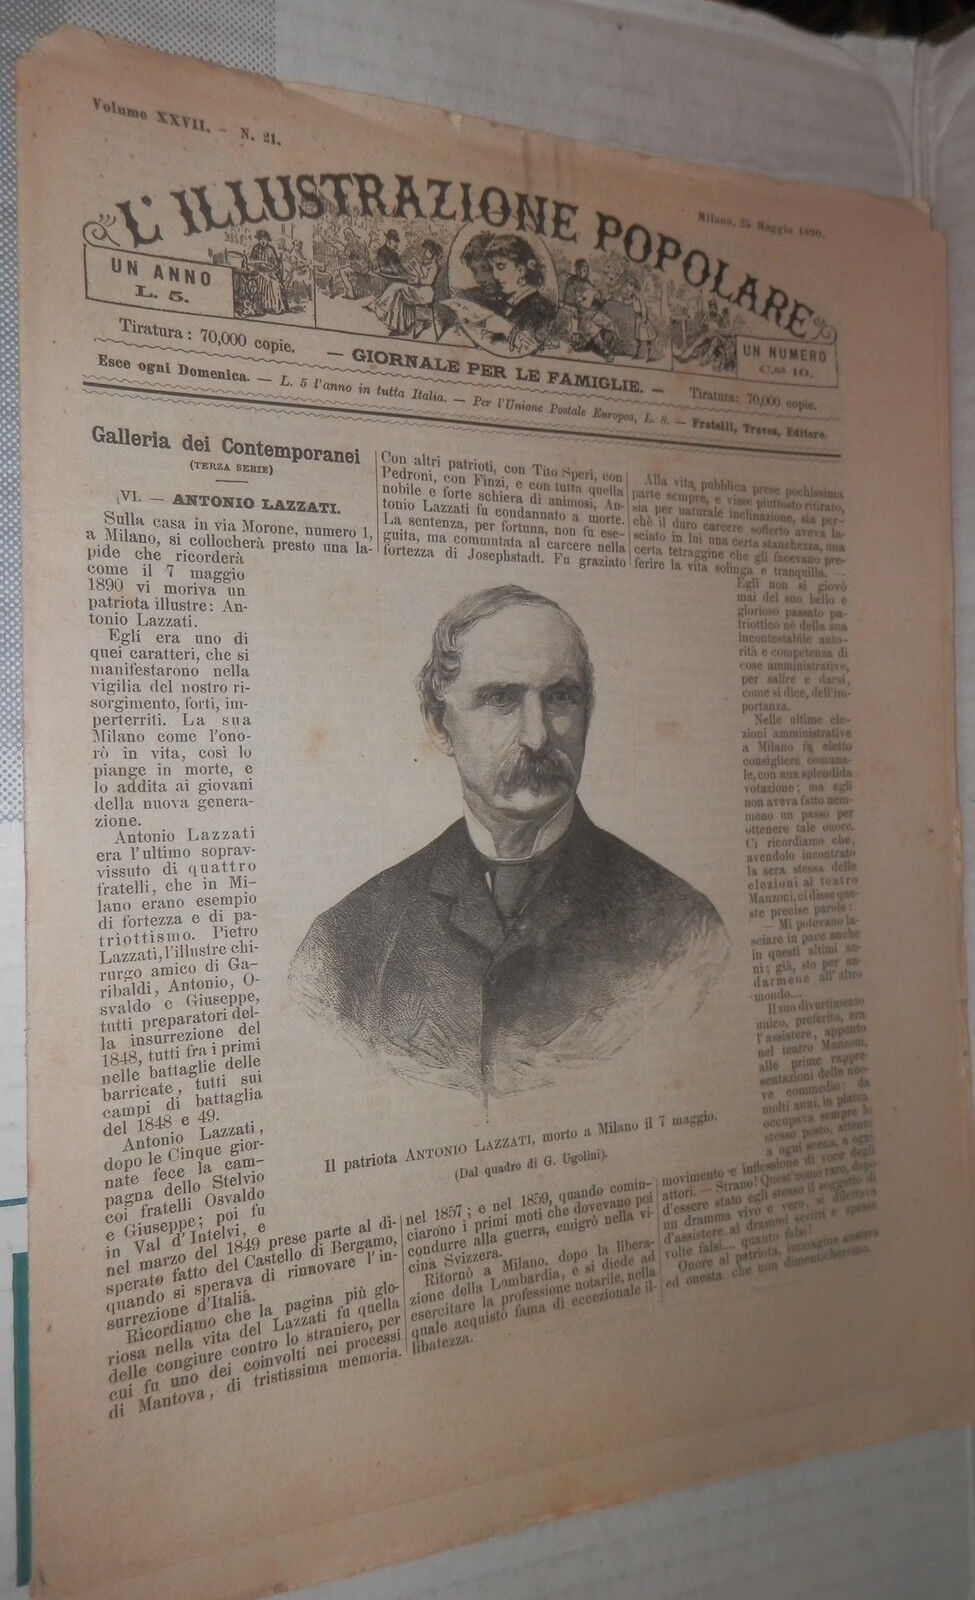 Volume XXVII. — N. 21.
Milano, 25 Maggio 1890.
L'ILLUSTRAZIONE POPOLARE
UN ANNO
L. 5.
UN NUMERO
C.mi 10.
Tiratura: 70,000 copie.
— GIORNALE PER LE FAMIGLIE. —
Tiratura: 70,000 copie.
Esce ogni Domenica. — L. 5 l'anno in tutta Italia. — Per l'Unione Postale Europea, L. 8. — Fratelli, Treves, Editore.
Galleria dei Contemporanei
(TERZA SERIE)
VI. — ANTONIO LAZZATI.
Sulla casa in via Morone, numero 1,
a Milano, si collocherà presto una la-
pide che ricorderà
come il 7 maggio
1890 vi moriva un
patriota illustre: An-
tonio Lazzati.
Egli era uno di
quei caratteri, che si
manifestarono nella
vigilia del nostro ri-
sorgimento, forti, im-
perterriti. La sua
Milano come l'ono-
rò in vita, così lo
piange in morte, e
lo addita ai giovani
della nuova genera-
zione.
Antonio Lazzati
era l'ultimo soprav-
vissuto di quattro
fratelli, che in Mi-
lano erano esempio
di fortezza e di pa-
triottismo. Pietro
Lazzati, l'illustre chi-
rurgo amico di Ga-
ribaldi, Antonio, O-
svaldo e Giuseppe,
tutti preparatori del-
la insurrezione del
1848, tutti fra i primi
nelle battaglie delle
barricate, tutti sui
campi di battaglia
del 1848 e 49.
Antonio Lazzati,
dopo le Cinque gior-
nate fece la cam-
pagna dello Stelvio
coi fratelli Osvaldo
e Giuseppe; poi fu
in Val d'Intelvi, e
nel marzo del 1849 prese parte al di-
sperato fatto del Castello di Bergamo,
quando si sperava di rinnovare l'in-
surrezione d'Italia.
Ricordiamo che la pagina più glo-
riosa nella vita del Lazzati fu quella
delle congiure contro lo straniero, per
cui fu uno dei coinvolti nei processi
di Mantova, di tristissima memoria.
Con altri patrioti, con Tito Speri, con
Pedroni, con Finzi, e con tutta quella
nobile e forte schiera di animosi, An-
tonio Lazzati fu condannato a morte.
La sentenza, per fortuna, non fu ese-
guita, ma commutata al carcere nella
fortezza di Josephstadt. Fu graziato
Il patriota ANTONIO LAZZATI, morto a Milano il 7 maggio.
(Dal quadro di G. Ugolini).
nel 1857; e nel 1859, quando comin-
ciarono i primi moti che dovevano poi
condurre alla guerra, emigrò nella vi-
cina Svizzera.
Ritornò a Milano, dopo la libera-
zione della Lombardia, e si diede ad
esercitare la professione notarile, nella
quale acquistò fama di eccezionale il-
libatezza.
Alla vita pubblica prese pochissima
parte sempre, e visse piuttosto ritirato,
sia per naturale inclinazione, sia per-
chè il duro carcere sofferto aveva la-
sciato in lui una certa stanchezza, una
certa tetraggine che gli facevano pre-
ferire la vita solinga e tranquilla. —
Egli non si giovò
mai del suo bello e
glorioso passato pa-
triottico nè della sua
incontestabile auto-
rità e competenza di
cose amministrative,
per salire e darsi,
come si dice, dell'im-
portanza.
Nelle ultime ele-
zioni amministrative
a Milano fu eletto
consigliere comuna-
le, con una splendida
votazione; ma egli
non aveva fatto nem-
meno un passo per
ottenere tale onore.
Ci ricordiamo che,
avendolo incontrato
la sera stessa delle
elezioni al teatro
Manzoni, ci disse que-
ste precise parole:
— Mi potevano la-
sciare in pace anche
in questi ultimi an-
ni; già, sto per an-
darmene all'altro
mondo....
Il suo divertimento
unico, preferito, era
l'assistere, appunto
nel teatro Manzoni,
alle prime rappre-
sentazioni delle nuo-
ve commedie: da
molti anni, in platea
occupava sempre lo
stesso posto, attento
a ogni scena, a ogni
movimento e inflessione di voce degli
attori. — Strano! Quest'uomo raro, dopo
d'essere stato egli stesso il soggetto di
un dramma vivo e vero, si dilettava
d'assistere ai drammi scritti e spesse
volte falsi.... quanto falsi!
Onore al patriota, immagine austera
ed onesta, che non dimenticheremo.